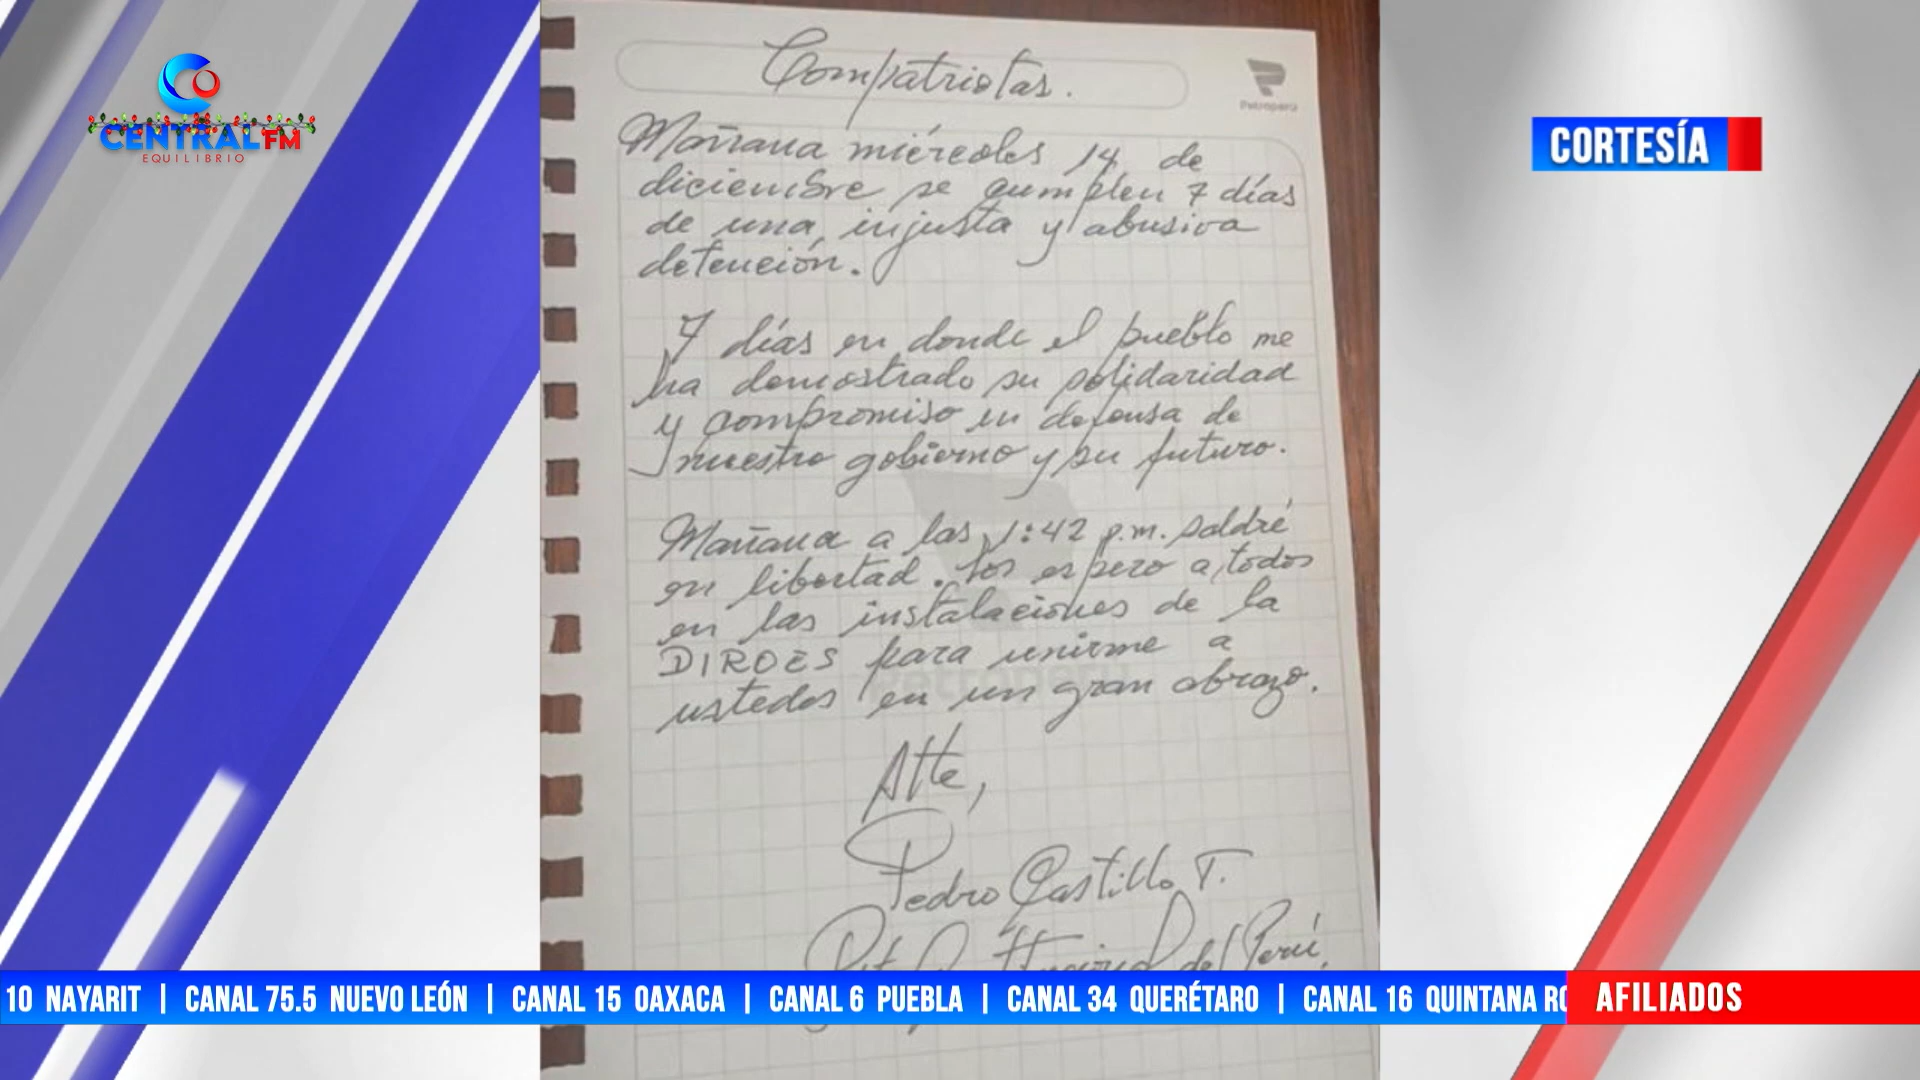 CENTRAL FM
EQUILIBRIO
CORTESÍA
Petroperú
Compatriotas.
Mañana miércoles 14 de
diciembre se cumplen 7 días
de una injusta y abusiva
detención.
7 días en donde el pueblo me
ha demostrado su solidaridad
y compromiso en defensa de
nuestro gobierno y su futuro.
Mañana a las 1:42 p.m. saldré
en libertad. Los espero a todos
en las instalaciones de la
DIROES para unirme a
ustedes en un gran abrazo.
Atte,
Pedro Castillo T.
del Perú.
10 NAYARIT | CANAL 75.5 NUEVO LEÓN | CANAL 15 OAXACA | CANAL 6 PUEBLA | CANAL 34 QUERÉTARO | CANAL 16 QUINTANA RO
AFILIADOS